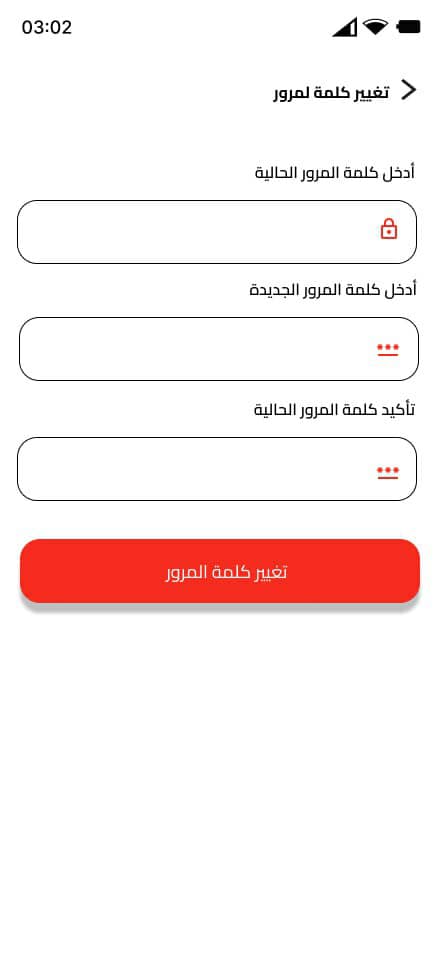 03:02
تغيير كلمة لمرور
أدخل كلمة المرور الحالية
أدخل كلمة المرور الجديدة
تأكيد كلمة المرور الحالية
تغيير كلمة المرور